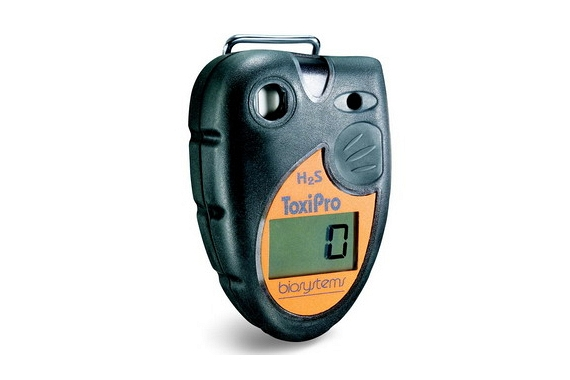 H₂S
ToxiPro
0
biosystems